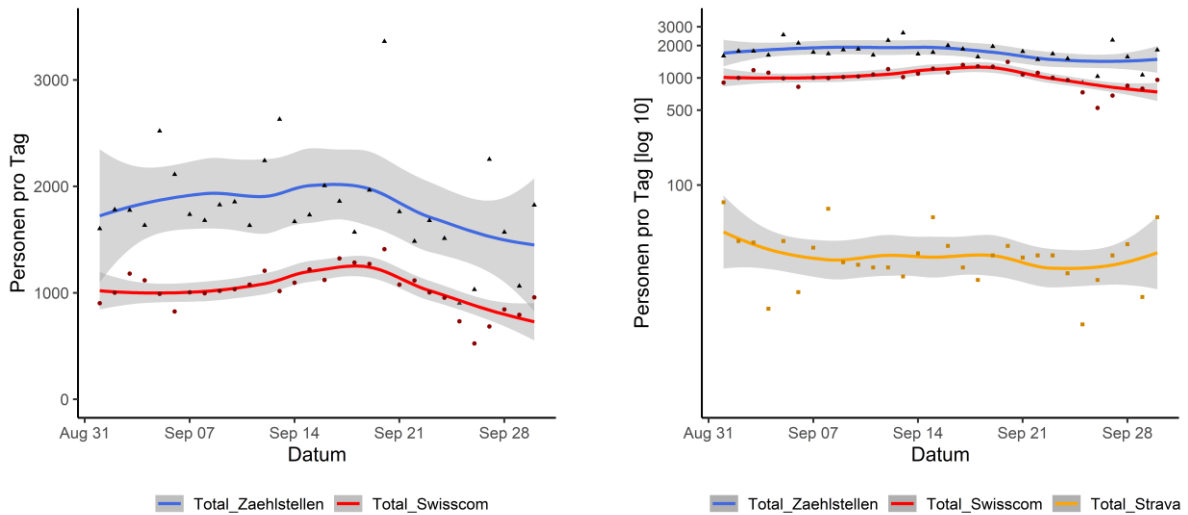 Personen pro Tag
3000
2000
1000
0
Aug 31 Sep 07 Sep 14 Sep 21 Sep 28
Datum
Total_Zaehlstellen Total_Swisscom
Personen pro Tag [log 10]
3000
2000
1000
500
100
Aug 31 Sep 07 Sep 14 Sep 21 Sep 28
Datum
Total_Zaehlstellen Total_Swisscom Total_Strava